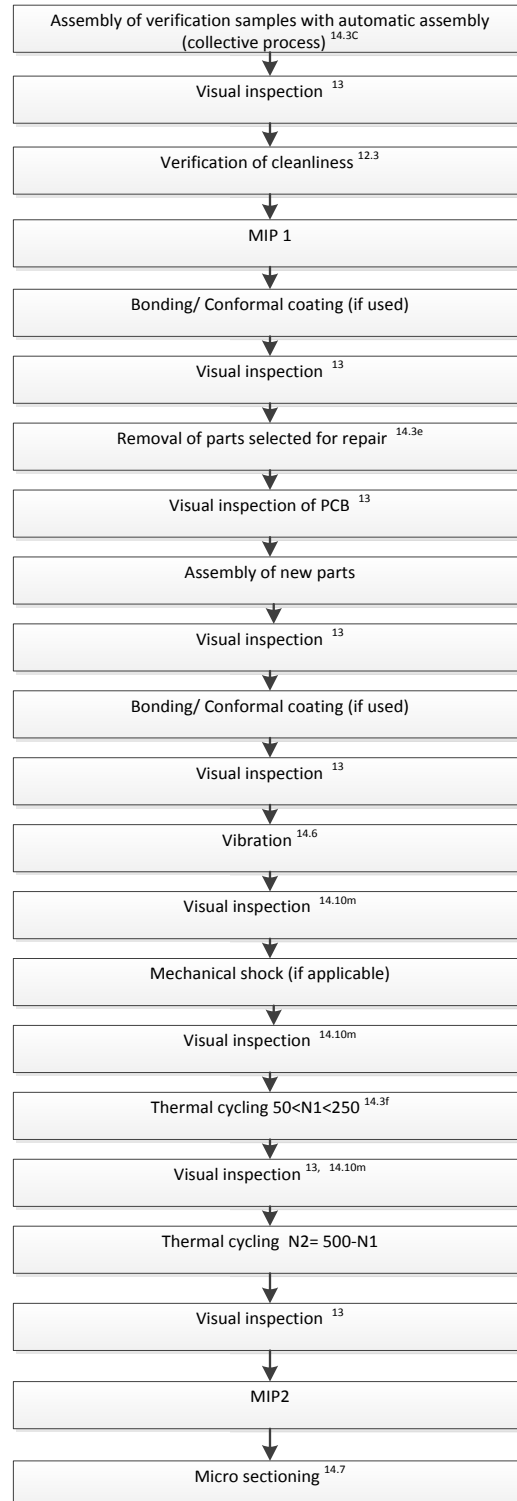 Assembly of verification samples with automatic assembly
(collective process) 14.3C
Visual inspection 13
Verification of cleanliness 12.3
MIP 1
Bonding/ Conformal coating (if used)
Visual inspection 13
Removal of parts selected for repair 14.3e
Visual inspection of PCB 13
Assembly of new parts
Visual inspection 13
Bonding/ Conformal coating (if used)
Visual inspection 13
Vibration 14.6
Visual inspection 14.10m
Mechanical shock (if applicable)
Visual inspection 14.10m
Thermal cycling 50<N1<250 14.3f
Visual inspection 13, 14.10m
Thermal cycling N2= 500-N1
Visual inspection 13
MIP2
Micro sectioning 14.7